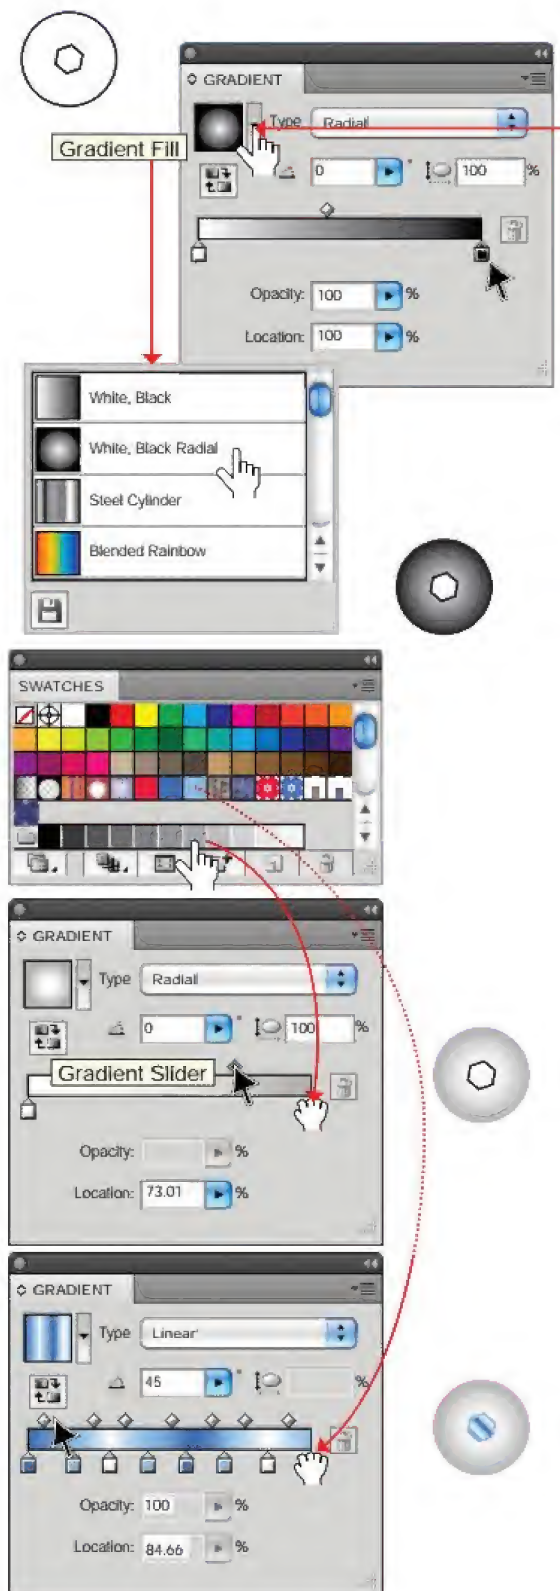 GRADIENT
Type Radial
Gradient Fill
0 ° 100 %
Opacity: 100 %
Location: 100 %
White, Black
White, Black Radial
Steel Cylinder
Blended Rainbow
SWATCHES
GRADIENT
Type Radial
0 ° 100 %
Gradient Slider
Opacity: %
Location: 73.01 %
GRADIENT
Type Linear
45 ° %
Opacity: 100 %
Location: 84.66 %